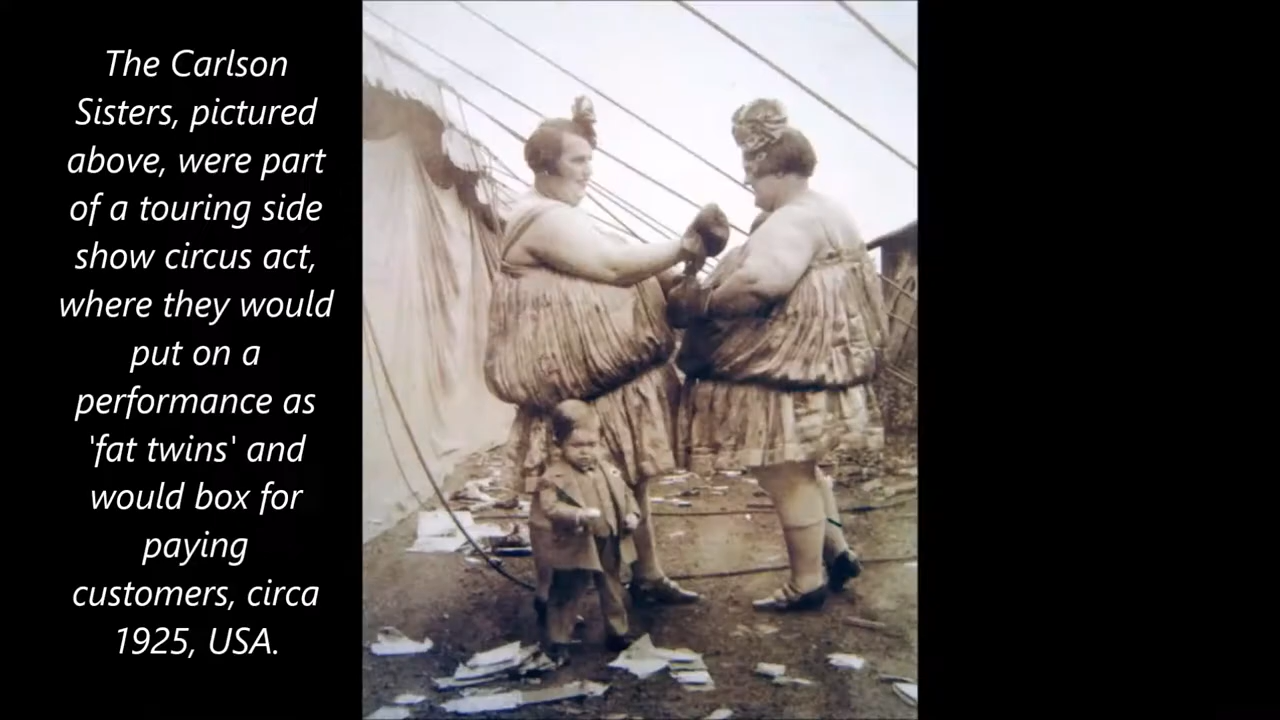 The Carlson
Sisters, pictured
above, were part
of a touring side
show circus act,
where they would
put on a
performance as
'fat twins' and
would box for
paying
customers, circa
1925, USA.